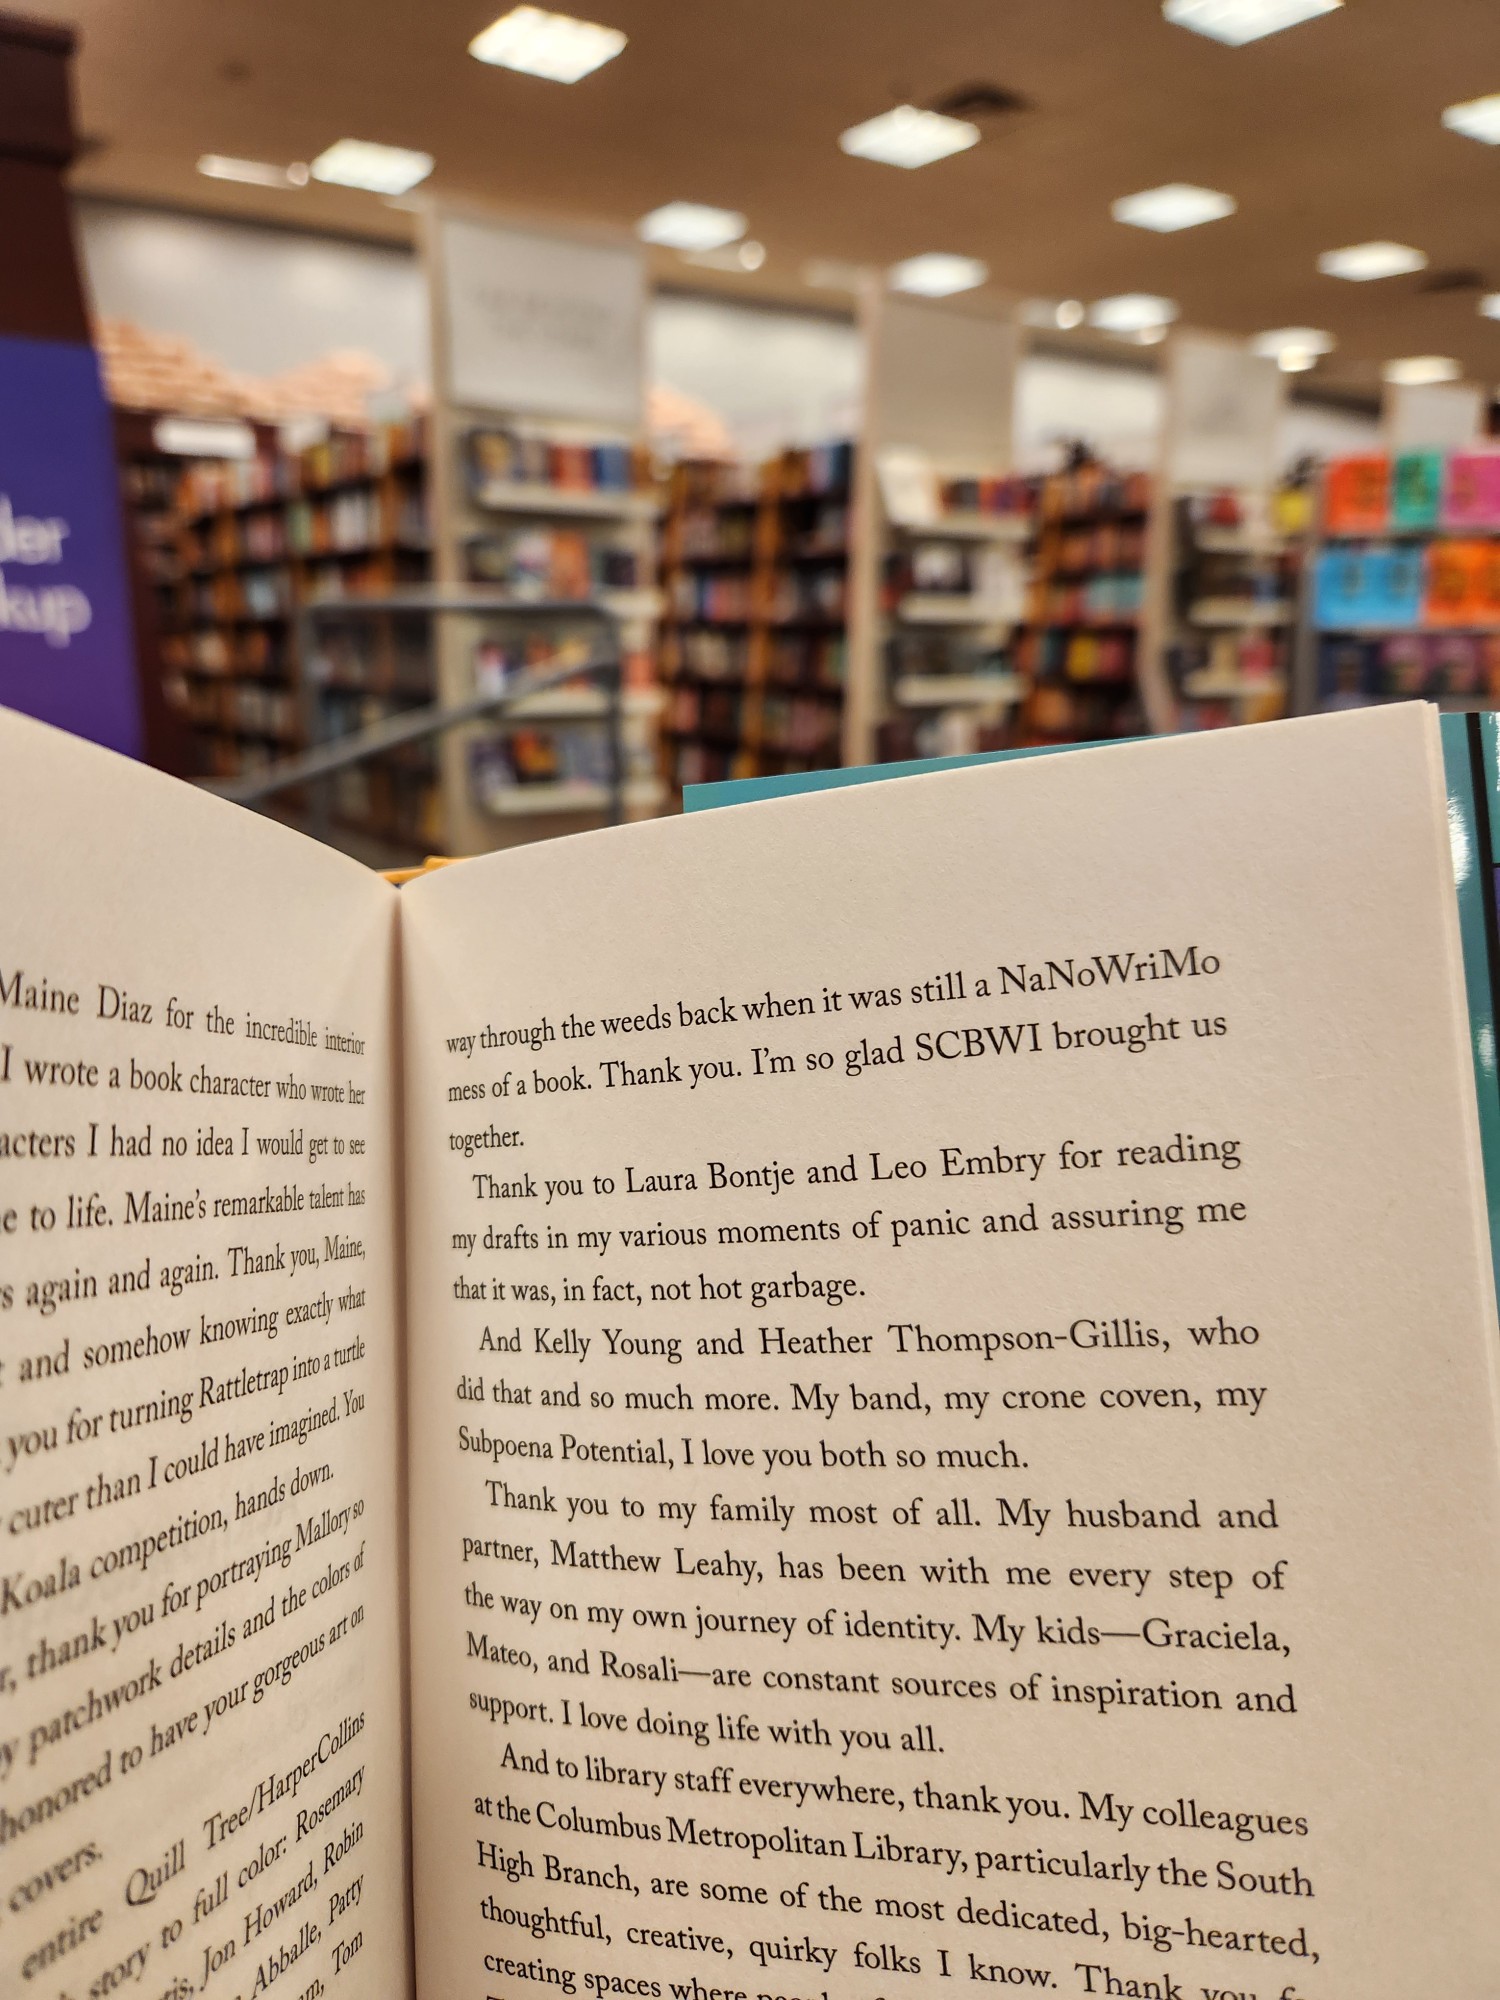 Maine Diaz for the incredible interior
I wrote a book character who wrote her
I had no idea I would get to see
to life. Maine's remarkable talent has
again and again. Thank you, Maine,
and somehow knowing exactly what
you for turning Rattletrap into a turtle
cuter than I could have imagined. You
Koala competition, hands down.
thank you for portraying Mallory so
patchwork details and the colors of
honored to have your gorgeous art on
covers.
entire Quill Tree/HarperCollins
story to full color: Rosemary
Jon Howard, Robin
Abballe, Patty
Tom
way through the weeds back when it was still a NaNoWriMo
mess of a book. Thank you. I'm so glad SCBWI brought us
together.
Thank you to Laura Bontje and Leo Embry for reading
my drafts in my various moments of panic and assuring me
that it was, in fact, not hot garbage.
And Kelly Young and Heather Thompson-Gillis, who
did that and so much more. My band, my crone coven, my
Subpoena Potential, I love you both so much.
Thank you to my family most of all. My husband and
partner, Matthew Leahy, has been with me every step of
the way on my own journey of identity. My kids—Graciela,
Mateo, and Rosali—are constant sources of inspiration and
support. I love doing life with you all.
And to library staff everywhere, thank you. My colleagues
at the Columbus Metropolitan Library, particularly the South
High Branch, are some of the most dedicated, big-hearted,
thoughtful, creative, quirky folks I know. Thank you
creating spaces where